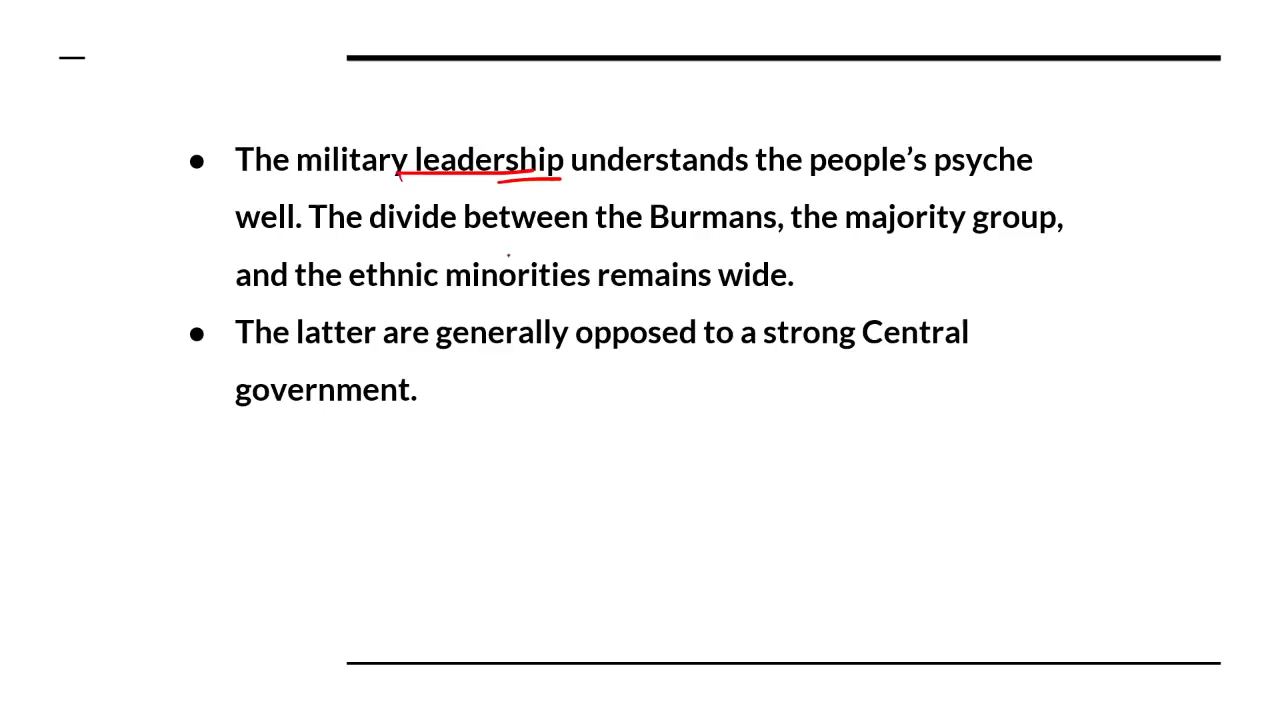 ● The military leadership understands the people’s psyche
well. The divide between the Burmans, the majority group,
and the ethnic minorities remains wide.
● The latter are generally opposed to a strong Central
government.